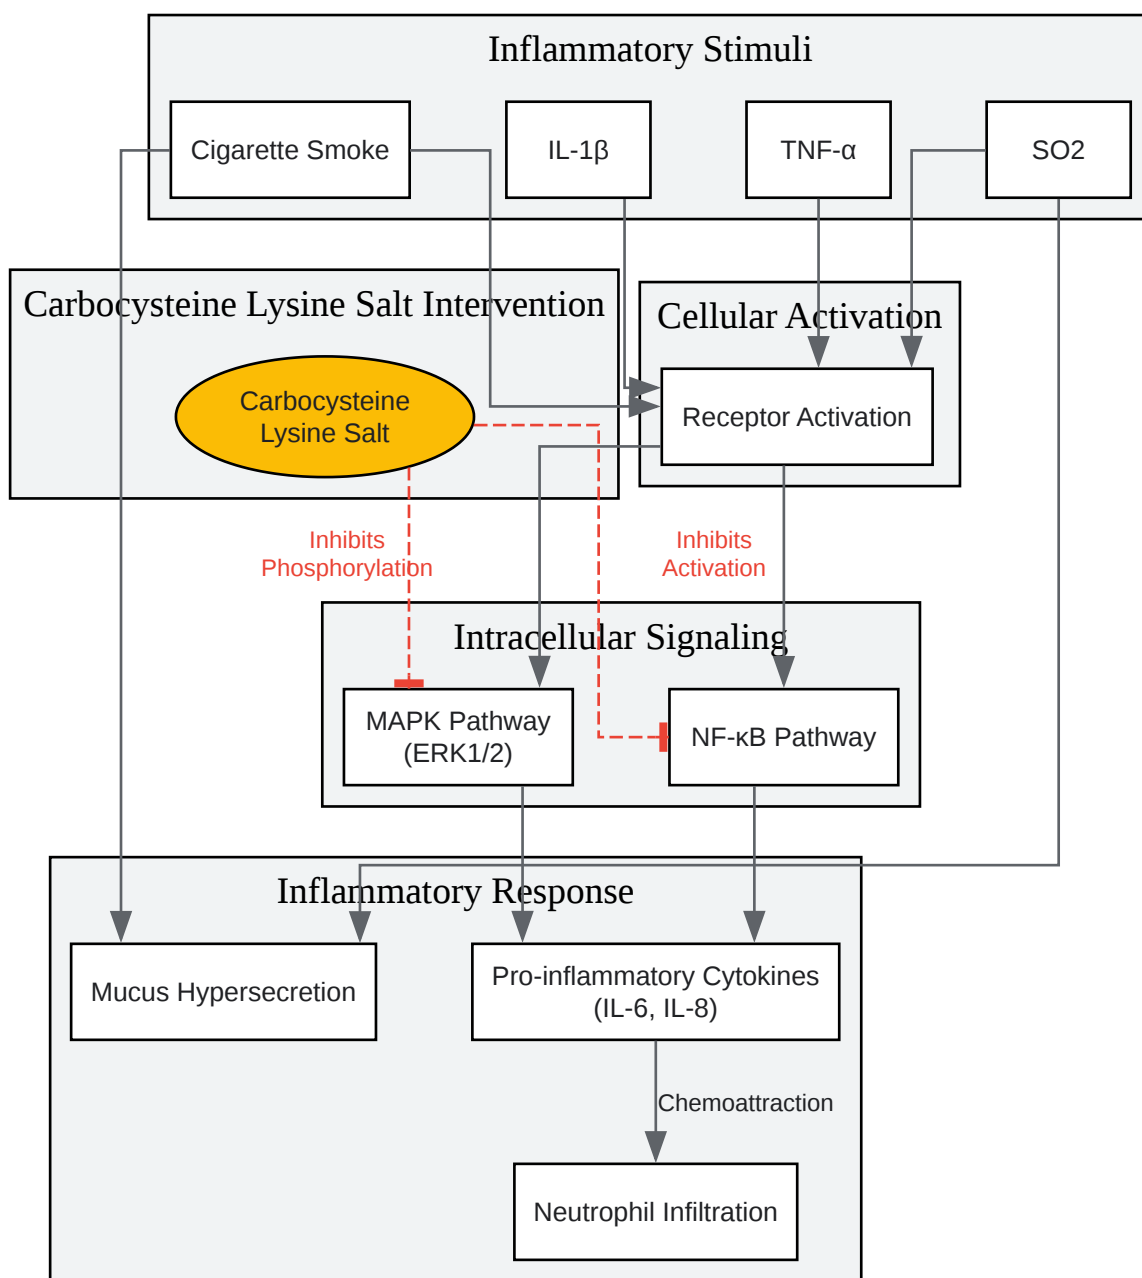 Inflammatory Stimuli
Cigarette Smoke
IL-1β
TNF-α
SO2
Carbocysteine Lysine Salt Intervention
Cellular Activation
Carbocysteine
Lysine Salt
Receptor Activation
Inhibits
Phosphorylation
Inhibits
Activation
Intracellular Signaling
MAPK Pathway
(ERK1/2)
NF-κB Pathway
Inflammatory Response
Mucus Hypersecretion
Pro-inflammatory Cytokines
(IL-6, IL-8)
Chemoattraction
Neutrophil Infiltration